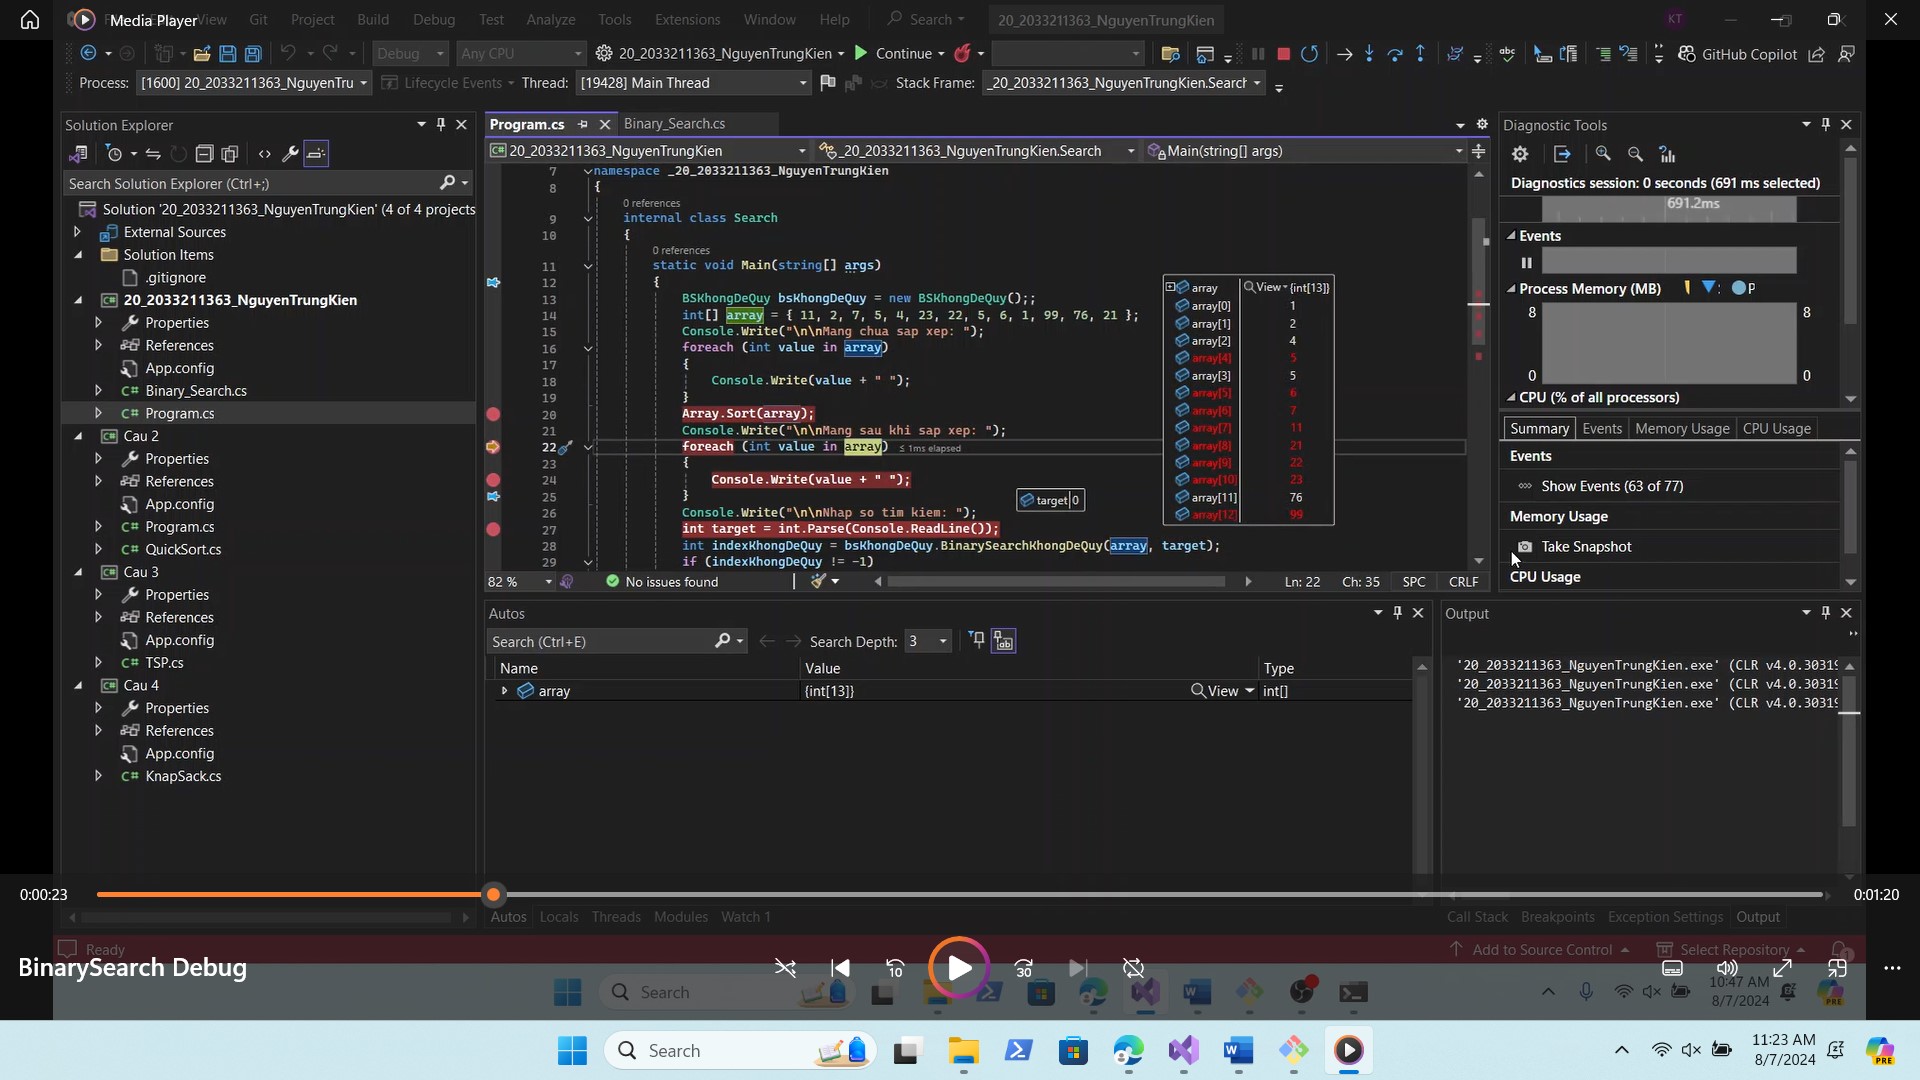 Media Player
View Git Project Build Debug Test Analyze Tools Extensions Window Help Search 20_2033211363_NguyenTrungKien KT
Debug Any CPU 20_2033211363_NguyenTrungKien Continue GitHub Copilot
Process: [1600] 20_2033211363_NguyenTru Lifecycle Events Thread: [19428] Main Thread Stack Frame: _20_2033211363_NguyenTrungKien.Search
Solution Explorer
Search Solution Explorer (Ctrl+;)
Solution '20_2033211363_NguyenTrungKien' (4 of 4 projects
External Sources
Solution Items
.gitignore
20_2033211363_NguyenTrungKien
Properties
References
App.config
Binary_Search.cs
Program.cs
Cau 2
Properties
References
App.config
Program.cs
QuickSort.cs
Cau 3
Properties
References
App.config
TSP.cs
Cau 4
Properties
References
App.config
KnapSack.cs
Program.cs Binary_Search.cs
20_2033211363_NguyenTrungKien _20_2033211363_NguyenTrungKien.Search Main(string[] args)
7 namespace _20_2033211363_NguyenTrungKien
8 {
0 references
9 internal class Search
10 {
0 references
11 static void Main(string[] args)
12 {
13 BSKhongDeQuy bsKhongDeQuy = new BSKhongDeQuy();;
14 int[] array = { 11, 2, 7, 5, 4, 23, 22, 5, 6, 1, 99, 76, 21 };
15 Console.Write("\n\nMang chua sap xep: ");
16 foreach (int value in array)
17 {
18 Console.Write(value + " ");
19 }
20 Array.Sort(array);
21 Console.Write("\n\nMang sau khi sap xep: ");
22 foreach (int value in array) ≤ 1ms elapsed
23 {
24 Console.Write(value + " ");
25 }
26 Console.Write("\n\nNhap so tim kiem: ");
27 int target = int.Parse(Console.ReadLine());
28 int indexKhongDeQuy = bsKhongDeQuy.BinarySearchKhongDeQuy(array, target);
29 if (indexKhongDeQuy != -1)
array View {int[13]}
array[0] 1
array[1] 2
array[2] 4
array[4] 5
array[3] 5
array[5] 6
array[6] 7
array[7] 11
array[8] 21
array[9] 22
array[10] 23
array[11] 76
array[12] 99
target 0
82 % No issues found Ln: 22 Ch: 35 SPC CRLF
Diagnostic Tools
Diagnostics session: 0 seconds (691 ms selected)
691.2ms
Events
Process Memory (MB) P
8 8
0 0
CPU (% of all processors)
Summary Events Memory Usage CPU Usage
Events
Show Events (63 of 77)
Memory Usage
Take Snapshot
CPU Usage
Autos
Search (Ctrl+E) Search Depth: 3
Name Value Type
array {int[13]} View int[]
Output
'20_2033211363_NguyenTrungKien.exe' (CLR v4.0.30319
'20_2033211363_NguyenTrungKien.exe' (CLR v4.0.30319
'20_2033211363_NguyenTrungKien.exe' (CLR v4.0.30319
0:00:23 0:01:20
Autos Locals Threads Modules Watch 1 Call Stack Breakpoints Exception Settings Output
Ready Add to Source Control Select Repository
BinarySearch Debug
10 30
Search 10:47 AM
8/7/2024 PRE
Search 11:23 AM
8/7/2024 PRE